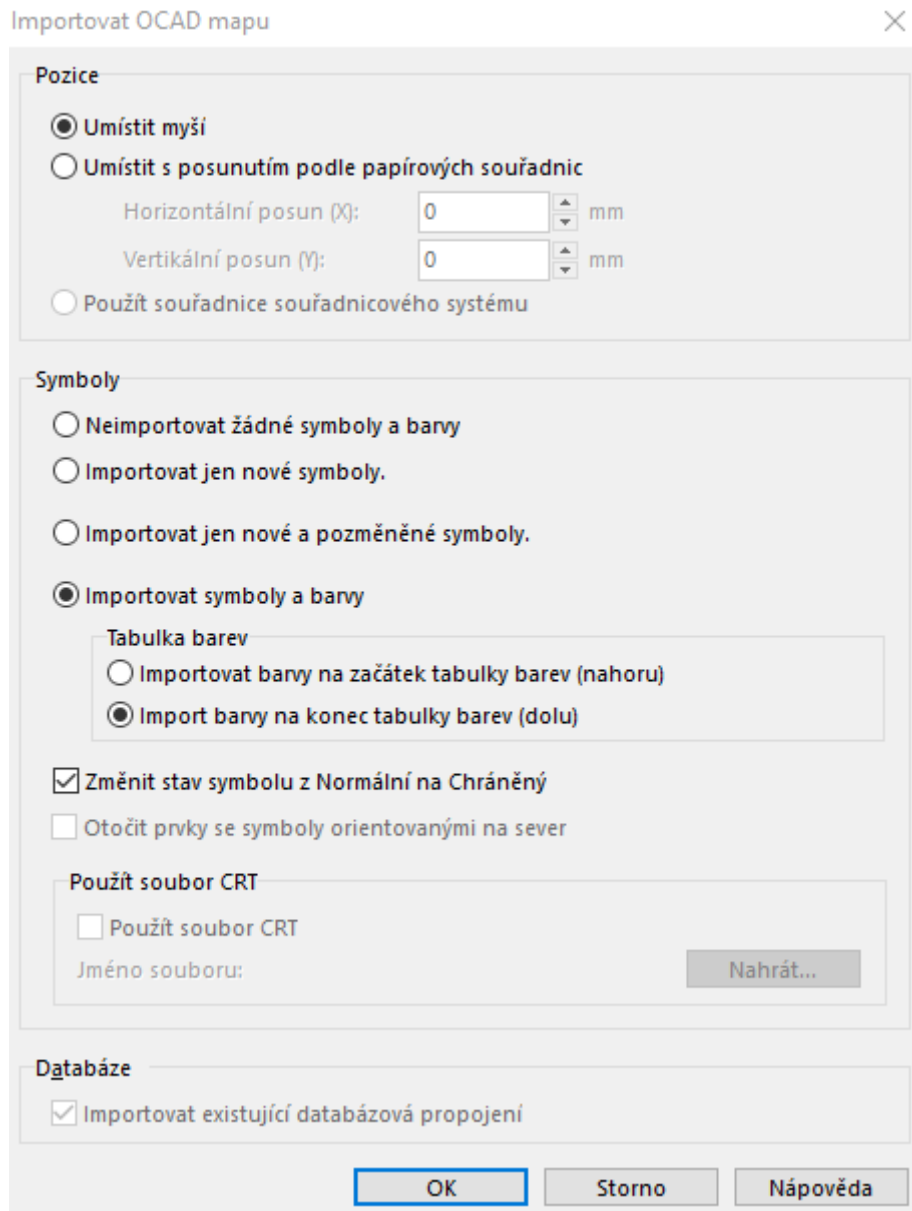 Importovat OCAD mapu
Pozice
Umístit myší
Umístit s posunutím podle papírových souřadnic
Horizontální posun (X): 0 mm
Vertikální posun (Y): 0 mm
Použít souřadnice souřadnicového systému
Symboly
Neimportovat žádné symboly a barvy
Importovat jen nové symboly.
Importovat jen nové a pozměněné symboly.
Importovat symboly a barvy
Tabulka barev
Importovat barvy na začátek tabulky barev (nahoru)
Import barvy na konec tabulky barev (dolu)
Změnit stav symbolu z Normální na Chráněný
Otočit prvky se symboly orientovanými na sever
Použít soubor CRT
Použít soubor CRT
Jméno souboru: Nahrát...
Databáze
Importovat existující databázová propojení
OK Storno Nápověda